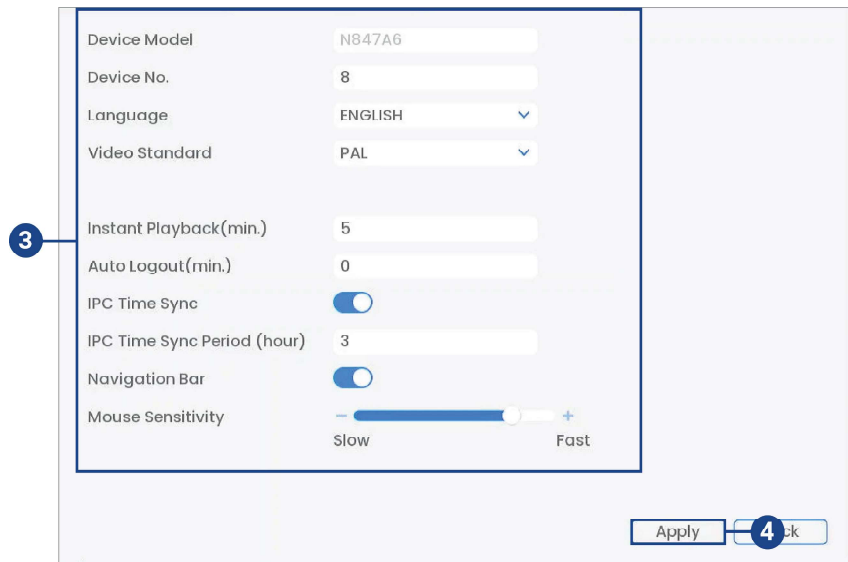 Device Model N847A6
Device No. 8
Language ENGLISH
Video Standard PAL
Instant Playback(min.) 5
3
Auto Logout(min.) 0
IPC Time Sync
IPC Time Sync Period (hour) 3
Navigation Bar
Mouse Sensitivity - +
Slow Fast
Apply 4 ck